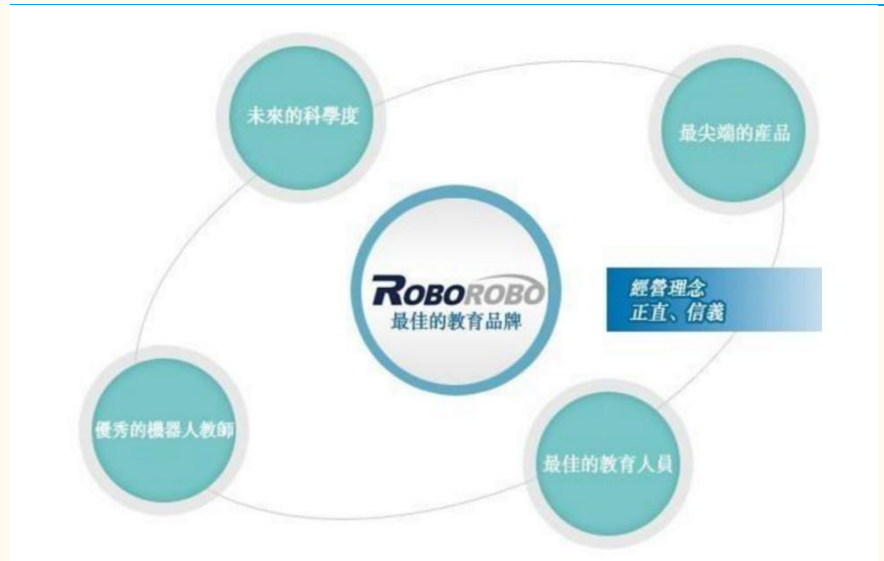 未來的科學度
最尖端的産品
ROBOROBO
最佳的教育品牌
經營理念
正直、信義
優秀的機器人教師
最佳的教育人員